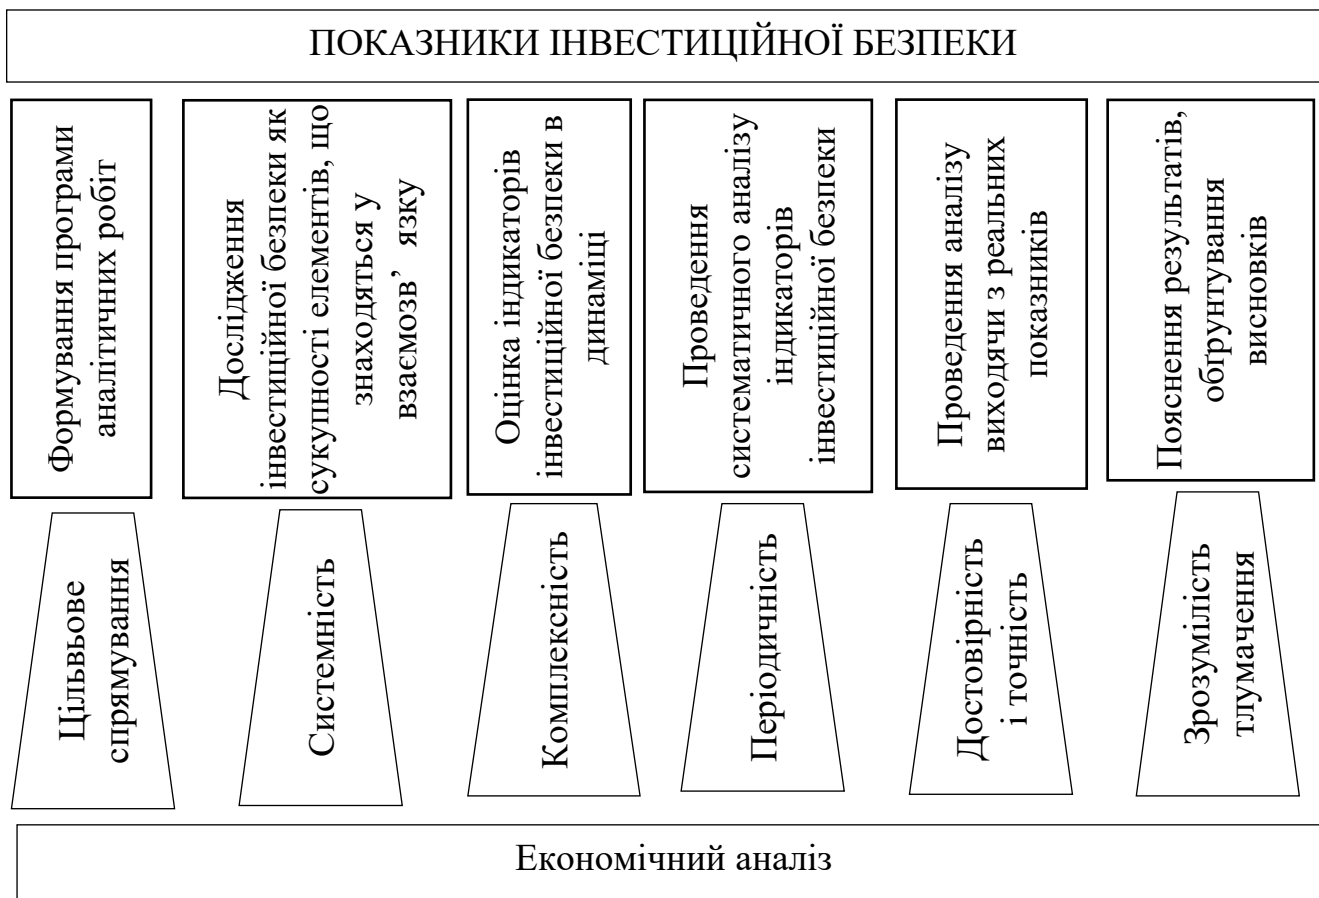 ПОКАЗНИКИ ІНВЕСТИЦІЙНОЇ БЕЗПЕКИ
Формування програми
аналітичних робіт
Дослідження
інвестиційної безпеки як
сукупності елементів, що
знаходяться у
взаємозв’ язку
Оцінка індикаторів
інвестиційної безпеки в
динаміці
Проведення
систематичного аналізу
індикаторів
інвестиційної безпеки
Проведення аналізу
виходячи з реальних
показників
Пояснення результатів,
обґрунтування
висновків
Цільвьове
спрямування
Системність
Комплексність
Періодичність
Достовірність
і точність
Зрозумілість
тлумачення
Економічний аналіз